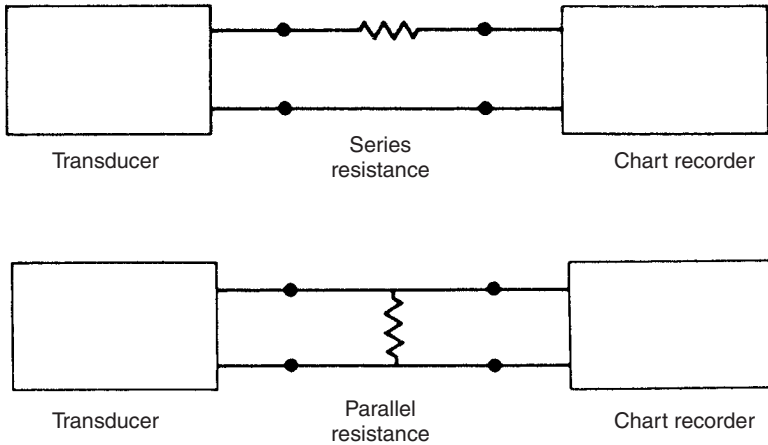 Transducer
Series
resistance
Chart recorder
Transducer
Parallel
resistance
Chart recorder